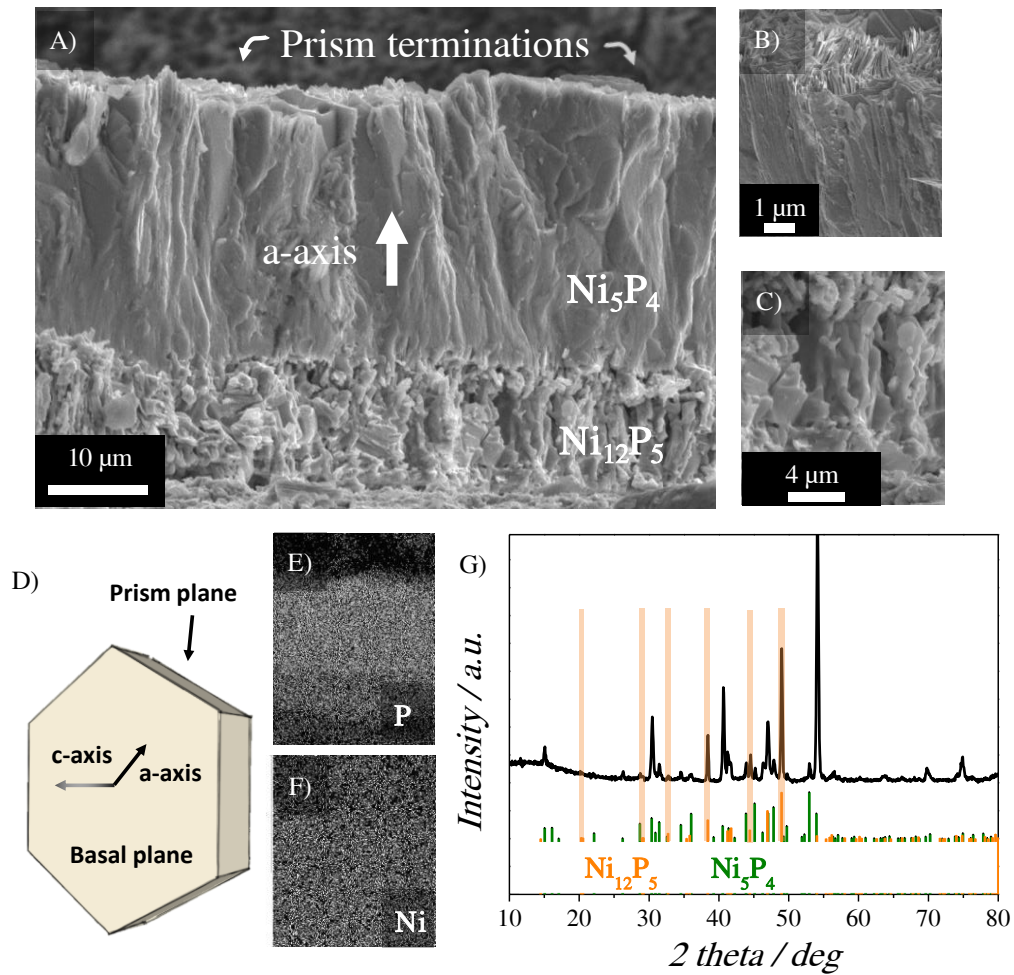 A)
Prism terminations
a-axis
Ni5P4
Ni12P5
10 μm
B)
1 μm
C)
4 μm
D)
Prism plane
c-axis
a-axis
Basal plane
E)
P
F)
Ni
G)
Intensity / a.u.
Ni12P5
Ni5P4
10 20 30 40 50 60 70 80
2 theta / deg